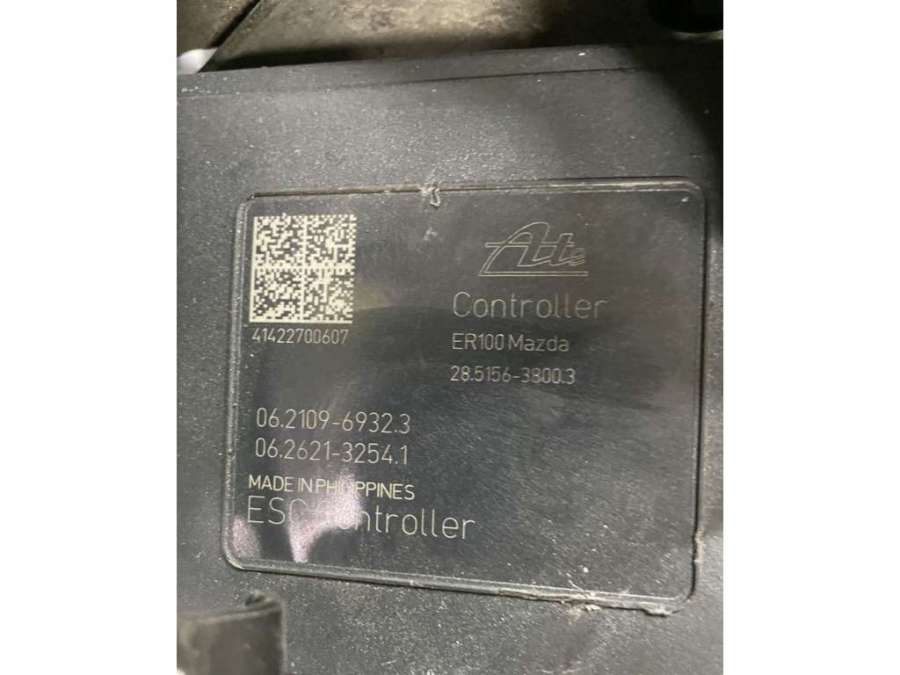 Ate
Controller
41422700607
ER100 Mazda
28.5156-3800.3
06.2109-6932.3
06.2621-3254.1
MADE IN PHILIPPINES
ESC Controller